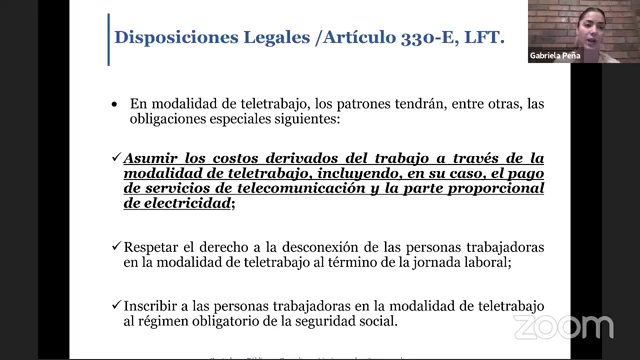 Disposiciones Legales /Artículo 330-E, LFT.
Gabriela Peña
• En modalidad de teletrabajo, los patrones tendrán, entre otras, las
obligaciones especiales siguientes:
✓Asumir los costos derivados del trabajo a través de la
modalidad de teletrabajo, incluyendo, en su caso, el pago
de servicios de telecomunicación y la parte proporcional
de electricidad;
✓Respetar el derecho a la desconexión de las personas trabajadoras
en la modalidad de teletrabajo al término de la jornada laboral;
✓Inscribir a las personas trabajadoras en la modalidad de teletrabajo
al régimen obligatorio de la seguridad social.
zoom